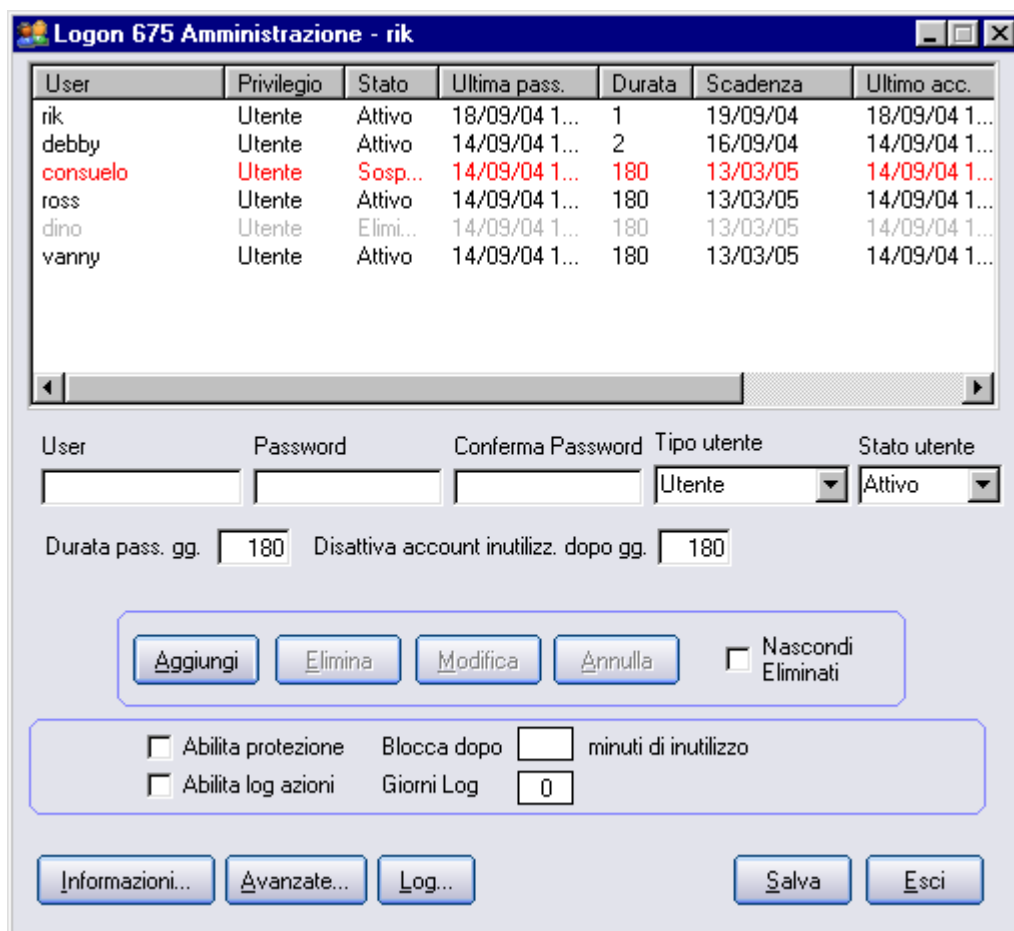 Logon 675 Amministrazione - rik
User Privilegio Stato Ultima pass. Durata Scadenza Ultimo acc.
rik Utente Attivo 18/09/04 1... 1 19/09/04 18/09/04 1...
debby Utente Attivo 14/09/04 1... 2 16/09/04 14/09/04 1...
consuelo Utente Sosp... 14/09/04 1... 180 13/03/05 14/09/04 1...
ross Utente Attivo 14/09/04 1... 180 13/03/05 14/09/04 1...
dino Utente Elimi... 14/09/04 1... 180 13/03/05 14/09/04 1...
vanny Utente Attivo 14/09/04 1... 180 13/03/05 14/09/04 1...
User Password Conferma Password Tipo utente Stato utente
Utente Attivo
Durata pass. gg. 180 Disattiva account inutilizz. dopo gg. 180
Aggiungi Elimina Modifica Annulla Nascondi
Eliminati
Abilita protezione Blocca dopo minuti di inutilizzo
Abilita log azioni Giorni Log 0
Informazioni... Avanzate... Log... Salva Esci